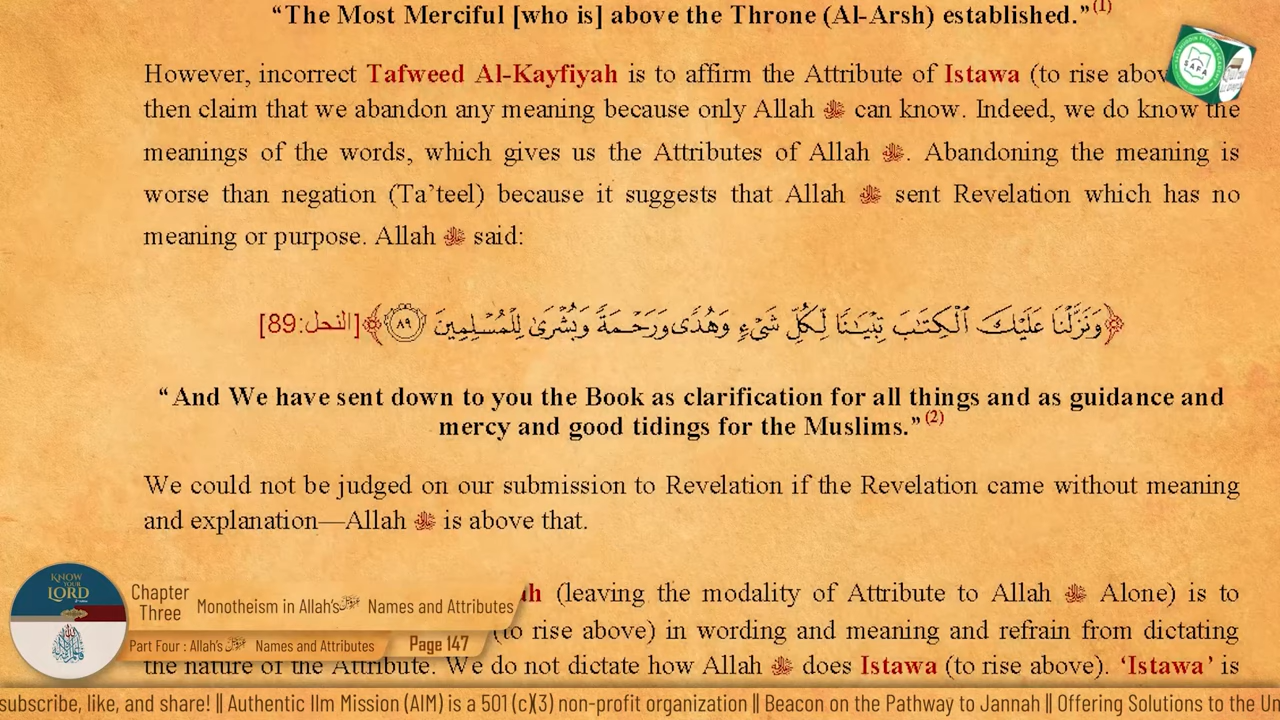 “The Most Merciful [who is] above the Throne (Al-Arsh) established.”(1)
However, incorrect Tafweed Al-Kayfiyah is to affirm the Attribute of Istawa (to rise abov
then claim that we abandon any meaning because only Allah ﷻ can know. Indeed, we do know the
meanings of the words, which gives us the Attributes of Allah ﷻ. Abandoning the meaning is
worse than negation (Ta’teel) because it suggests that Allah ﷻ sent Revelation which has no
meaning or purpose. Allah ﷻ said:
﴿وَنَزَّلْنَا عَلَيْكَ ٱلْكِتَٰبَ تِبْيَٰنًا لِّكُلِّ شَىْءٍ وَهُدًى وَرَحْمَةً وَبُشْرَىٰ لِلْمُسْلِمِينَ ٨٩﴾ [النحل:89]
“And We have sent down to you the Book as clarification for all things and as guidance and
mercy and good tidings for the Muslims.”(2)
We could not be judged on our submission to Revelation if the Revelation came without meaning
and explanation—Allah ﷻ is above that.
ah (leaving the modality of Attribute to Allah ﷻ Alone) is to
(to rise above) in wording and meaning and refrain from dictating
the nature of the Attribute. We do not dictate how Allah ﷻ does Istawa (to rise above). ‘Istawa’ is
SAFA
KNOW
YOUR
LORD
Chapter
Three
Monotheism in Allah’sﷻ Names and Attributes
Part Four : Allah’s ﷻ Names and Attributes
Page 147
subscribe, like, and share! || Authentic Ilm Mission (AIM) is a 501 (c)(3) non-profit organization || Beacon on the Pathway to Jannah || Offering Solutions to the Un